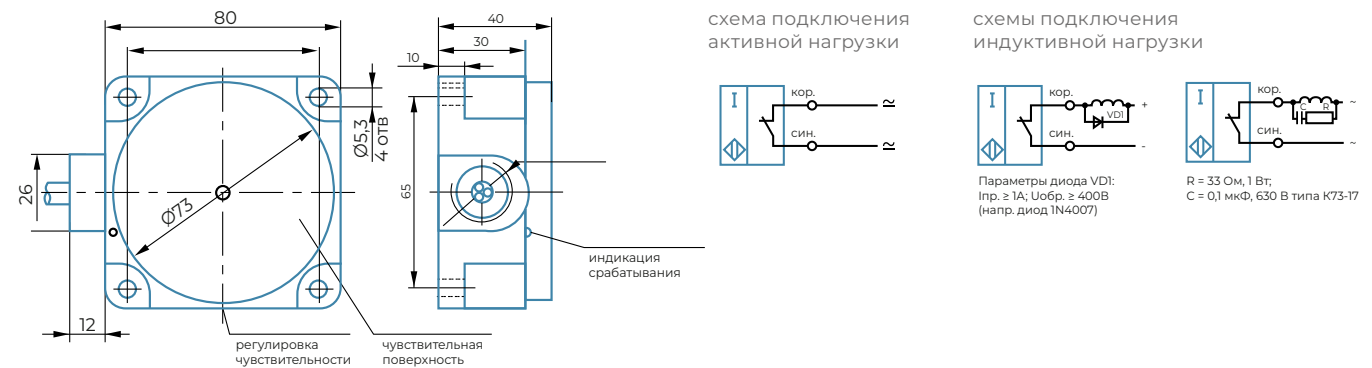 80
26
12
Ø73
Ø5,3
4 отв
регулировка
чувствительности
чувствительная
поверхность
40
30
10
65
индикация
срабатывания
схема подключения
активной нагрузки
I
кор.
син.
≃
≃
схемы подключения
индуктивной нагрузки
I
кор.
син.
VD1
+
-
Параметры диода VD1:
Iпр. ≥ 1А; Uобр. ≥ 400В
(напр. диод 1N4007)
I
кор.
син.
C R
~
~
R = 33 Ом, 1 Вт;
C = 0,1 мкФ, 630 В типа К73-17